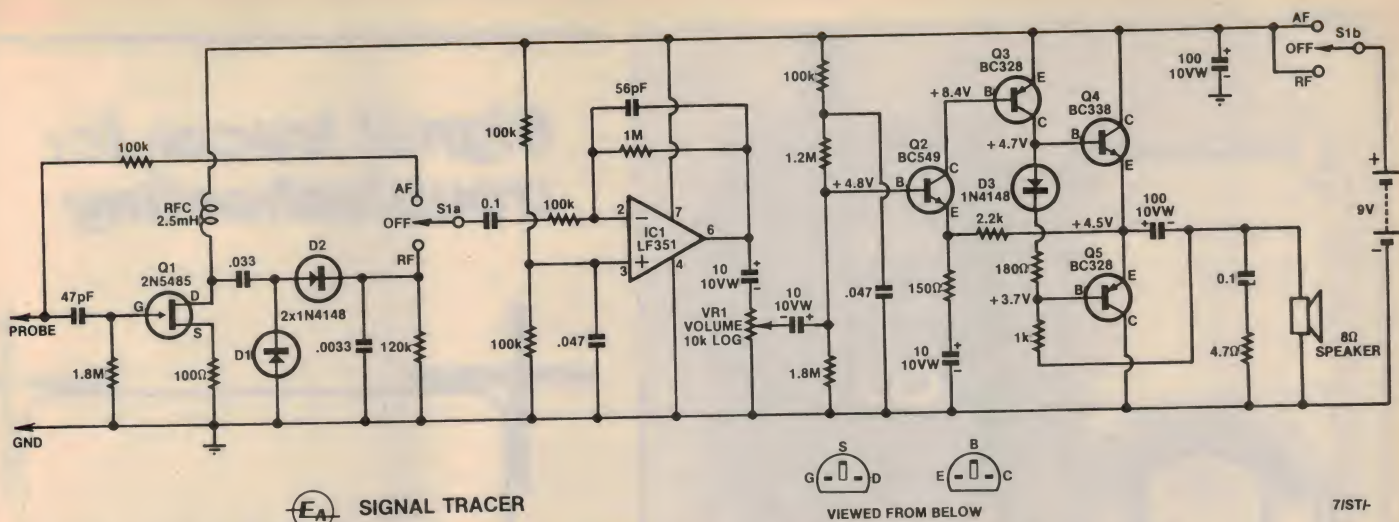 100k
RFC
2.5mH
Q1
2N5485
47pF
G
D
S
PROBE
1.8M
100Ω
GND
.033
D2
2x1N4148
D1
.0033
120k
AF
OFF
RF
S1a
0.1
100k
100k
100k
.047
56pF
1M
2
3
7
4
6
IC1
LF351
-
+
10
10VW
+
VR1
VOLUME
10k LOG
10
10VW
- +
100k
1.2M
+4.8V
1.8M
.047
Q2
BC549
B
C
E
+8.4V
150Ω
10
10VW
+
-
2.2k
Q3
BC328
B
E
C
+4.7V
D3
1N4148
180Ω
+3.7V
1k
Q4
BC338
B
C
E
+4.5V
Q5
BC328
B
E
C
100
10VW
+ -
0.1
4.7Ω
8Ω
SPEAKER
100
10VW
+
-
AF
OFF
RF
S1b
+
9V
-
EA SIGNAL TRACER
S
G D
B
E C
VIEWED FROM BELOW
7/ST/-